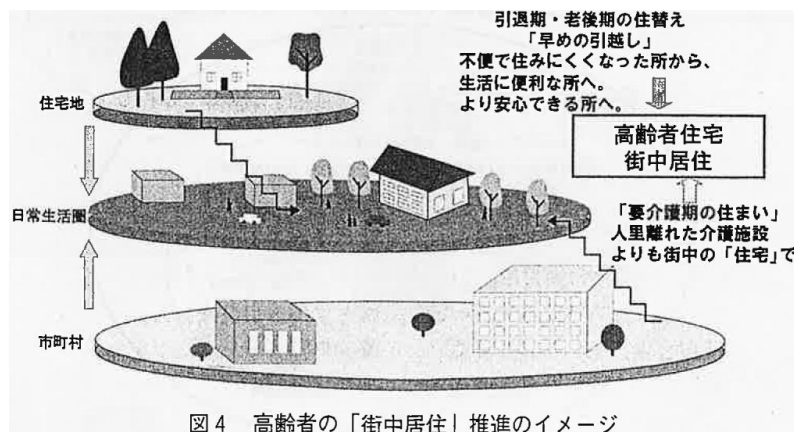 引退期・老後期の住替え
「早めの引越し」
不便で住みにくくなった所から、
生活に便利な所へ。
より安心できる所へ。
高齢者住宅
街中居住
「要介護期の住まい」
人里離れた介護施設
よりも街中の「住宅」で
住宅地
日常生活圏
市町村
図4 高齢者の「街中居住」推進のイメージ